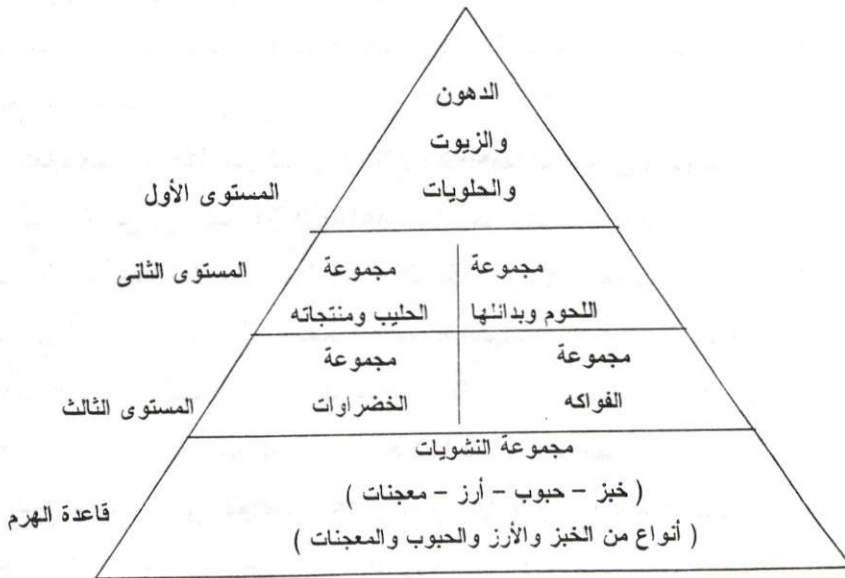 الدهون
والزيوت
والحلويات
المستوى الأول
مجموعة
اللحوم وبدائلها
مجموعة
الحليب ومنتجاته
المستوى الثانى
مجموعة
الفواكه
مجموعة
الخضراوات
المستوى الثالث
مجموعة النشويات
( خبز – حبوب – أرز – معجنات )
( أنواع من الخبز والأرز والحبوب والمعجنات )
قاعدة الهرم